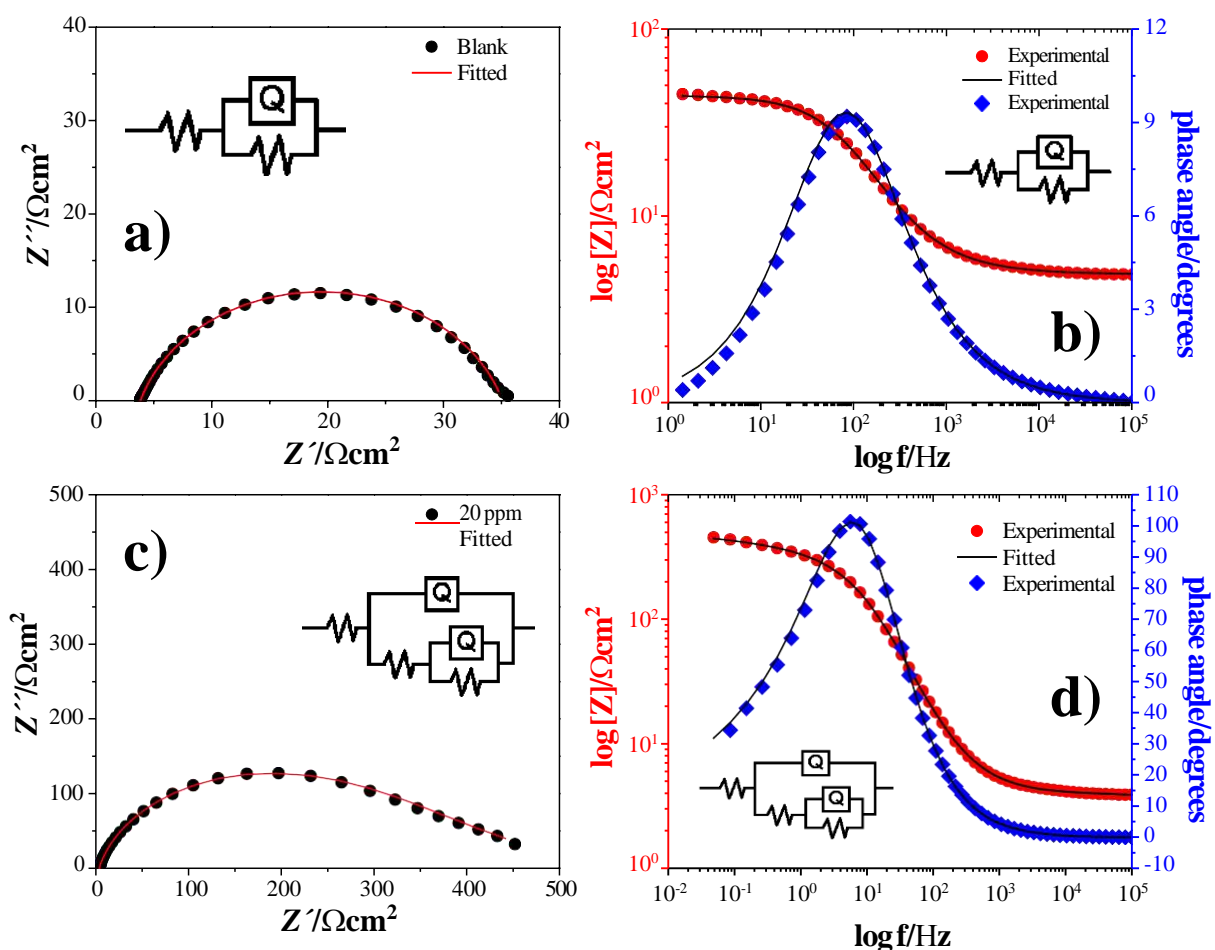 40
30
20
10
0
0
10
20
30
40
Z´´/Ωcm²
Z´/Ωcm²
Blank
Fitted
Q
a)
10²
10¹
10⁰
log [Z]/Ωcm²
10⁰
10¹
10²
10³
10⁴
10⁵
log f/Hz
12
9
6
3
0
phase angle/degrees
Experimental
Fitted
Experimental
Q
b)
500
400
300
200
100
0
0
100
200
300
400
500
Z´´/Ωcm²
Z´/Ωcm²
20 ppm
Fitted
Q
Q
c)
10³
10²
10¹
10⁰
log [Z]/Ωcm²
10⁻²
10⁻¹
10⁰
10¹
10²
10³
10⁴
10⁵
log f/Hz
110
100
90
80
70
60
50
40
30
20
10
0
-10
phase angle/degrees
Experimental
Fitted
Experimental
Q
Q
d)